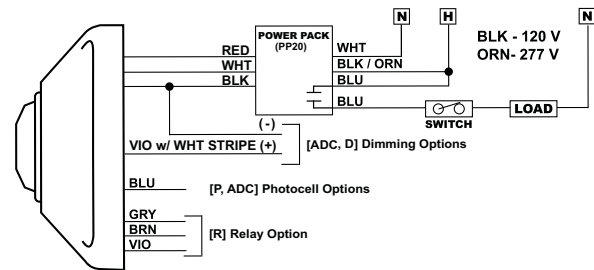 N H N
POWER PACK
(PP20)
BLK - 120 V
ORN- 277 V
RED WHT
WHT BLK / ORN
BLK BLU
BLU
SWITCH
LOAD
(-)
VIO w/ WHT STRIPE (+) [ADC, D] Dimming Options
BLU [P, ADC] Photocell Options
GRY
BRN [R] Relay Option
VIO